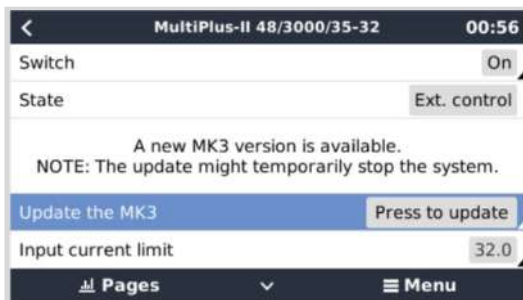 MultiPlus-II 48/3000/35-32 00:56
Switch On
State Ext. control
A new MK3 version is available.
NOTE: The update might temporarily stop the system.
Update the MK3 Press to update
Input current limit 32.0
Pages Menu